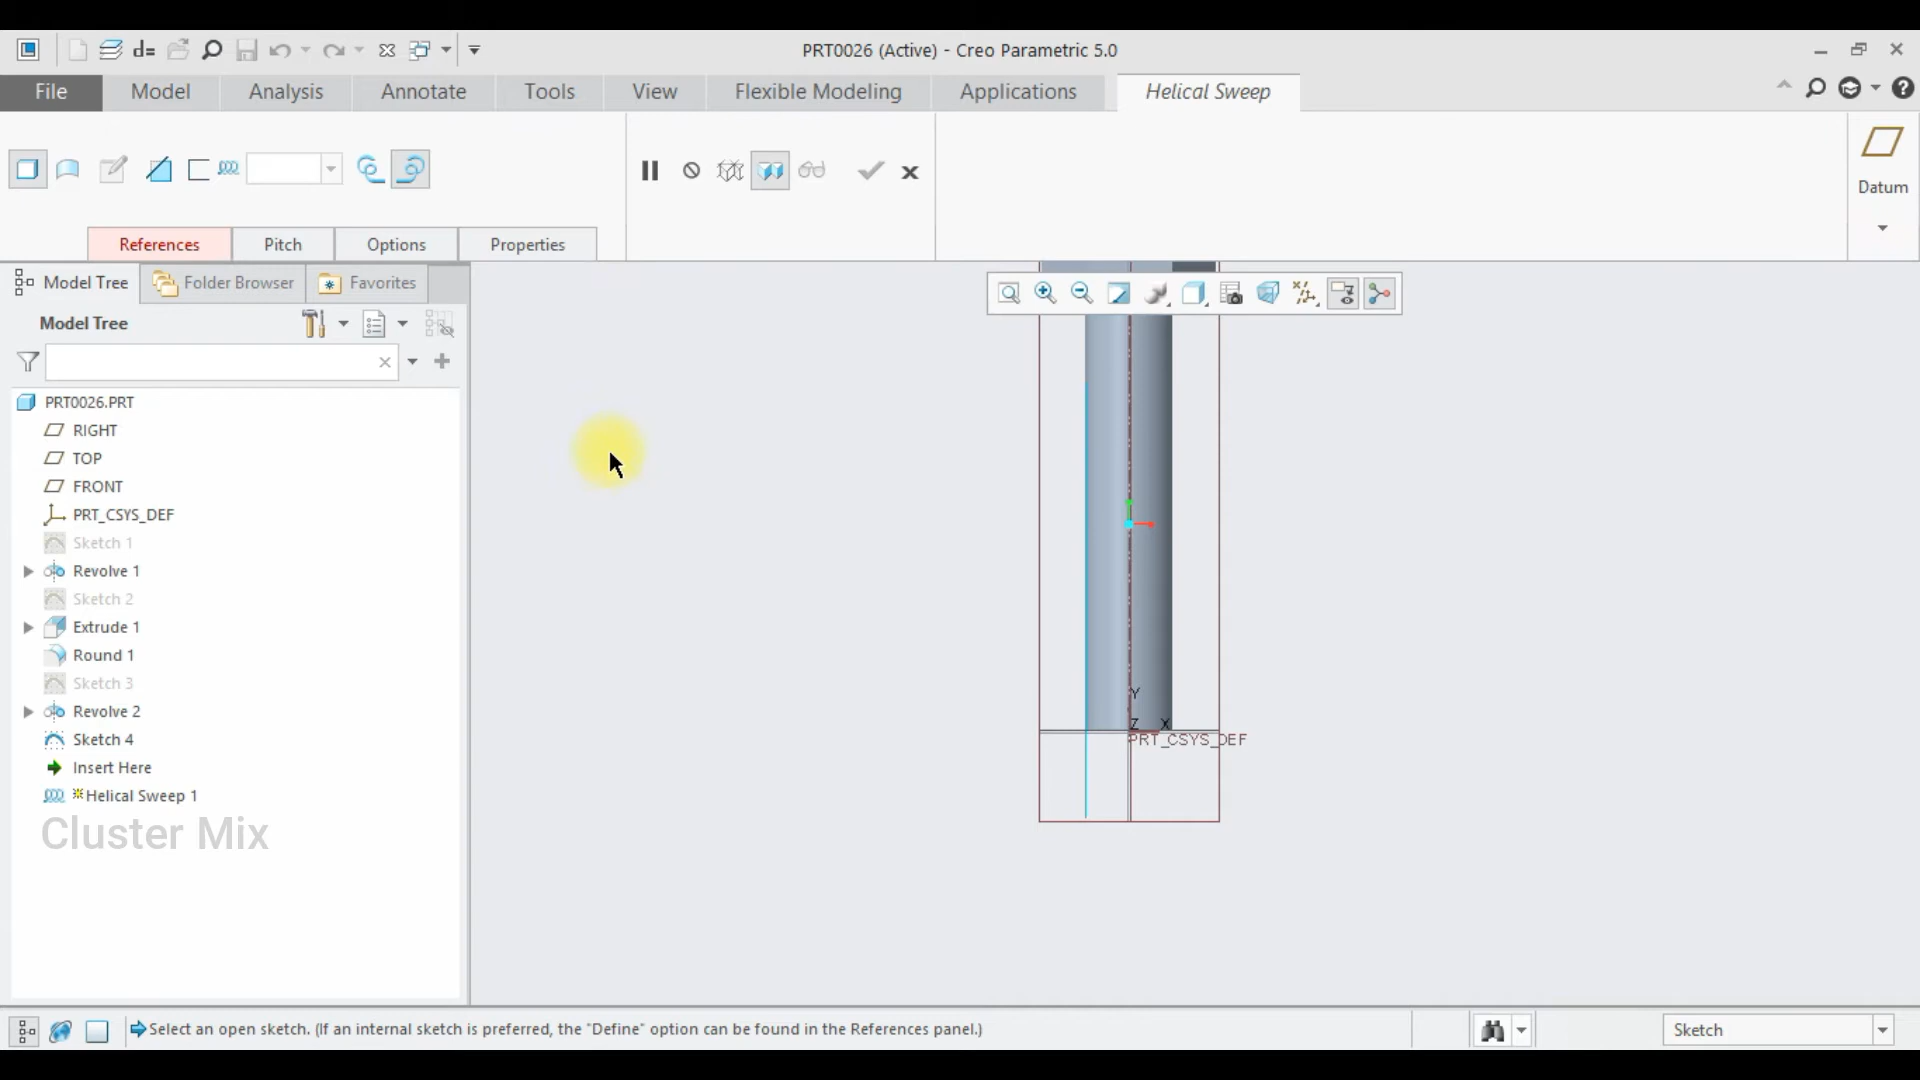 d=
PRT0026 (Active) - Creo Parametric 5.0
File Model Analysis Annotate Tools View Flexible Modeling Applications Helical Sweep
Datum
References Pitch Options Properties
Model Tree Folder Browser Favorites
Model Tree
PRT0026.PRT
RIGHT
TOP
FRONT
PRT_CSYS_DEF
Sketch 1
Revolve 1
Sketch 2
Extrude 1
Round 1
Sketch 3
Revolve 2
Sketch 4
Insert Here
Helical Sweep 1
Cluster Mix
Y
Z X
PRT_CSYS_DEF
Select an open sketch. (If an internal sketch is preferred, the "Define" option can be found in the References panel.)
Sketch